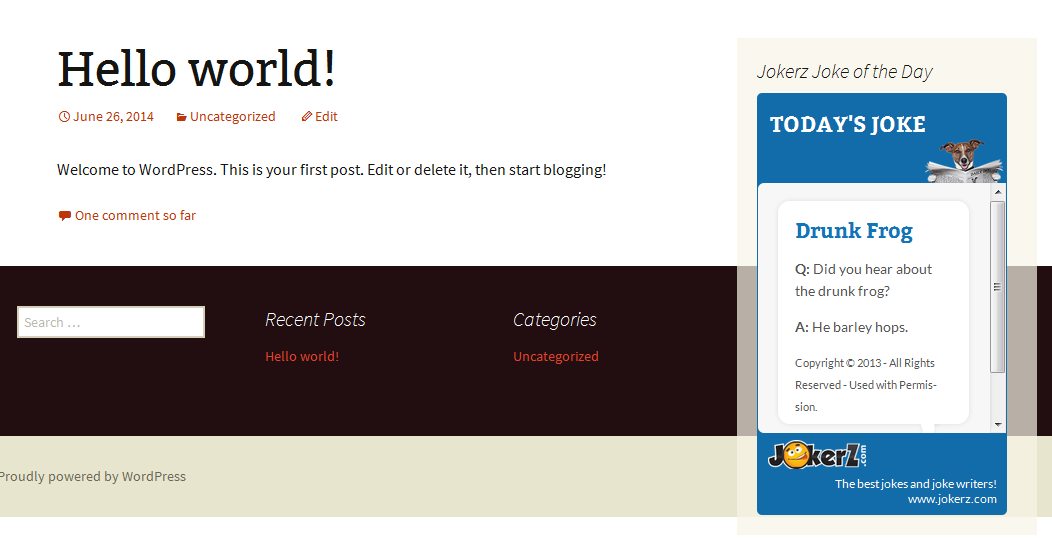 Hello world!
June 26, 2014 Uncategorized Edit
Welcome to WordPress. This is your first post. Edit or delete it, then start blogging!
One comment so far
Search …
Recent Posts
Hello world!
Categories
Uncategorized
Proudly powered by WordPress
Jokerz Joke of the Day
TODAY'S JOKE
Drunk Frog
Q: Did you hear about
the drunk frog?
A: He barley hops.
Copyright © 2013 - All Rights
Reserved - Used with Permis-
sion.
JOkerZ.com
The best jokes and joke writers!
www.jokerz.com